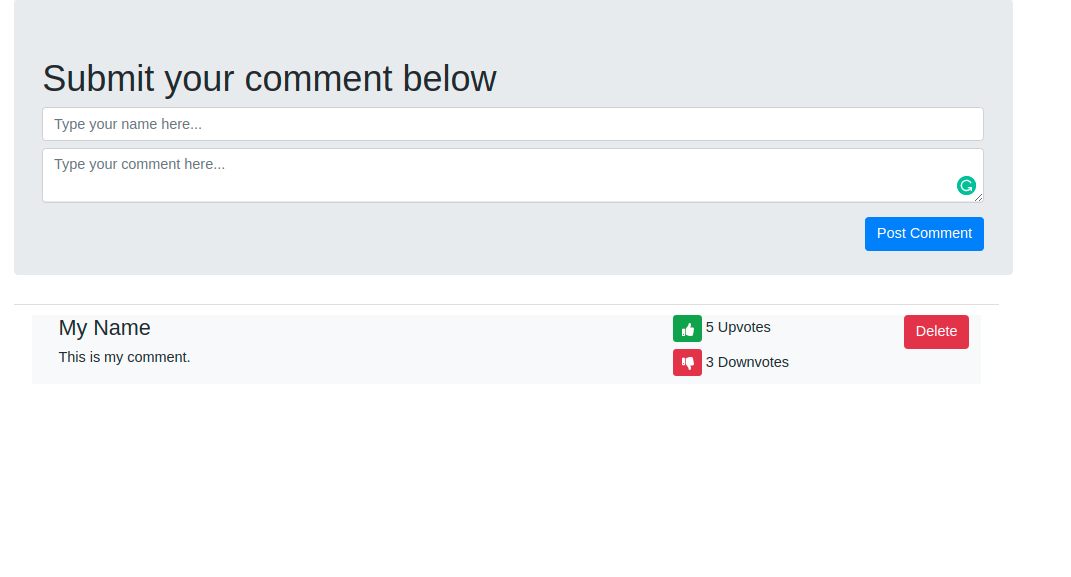 Submit your comment below
Type your name here...
Type your comment here...
Post Comment
My Name
5 Upvotes
Delete
This is my comment.
3 Downvotes